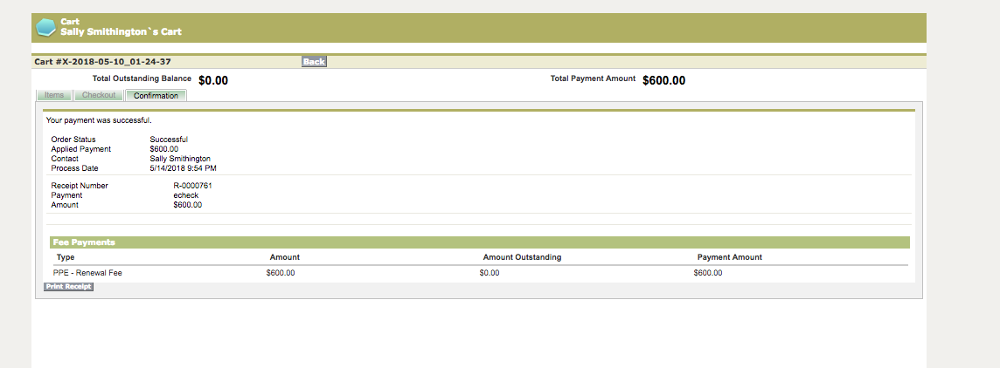 Cart
Sally Smithington`s Cart
Cart #X-2018-05-10_01-24-37 Back
Total Outstanding Balance $0.00 Total Payment Amount $600.00
Items Checkout Confirmation
Your payment was successful.
Order Status Successful
Applied Payment $600.00
Contact Sally Smithington
Process Date 5/14/2018 9:54 PM
Receipt Number R-0000761
Payment echeck
Amount $600.00
Fee Payments
Type Amount Amount Outstanding Payment Amount
PPE - Renewal Fee $600.00 $0.00 $600.00
Print Receipt